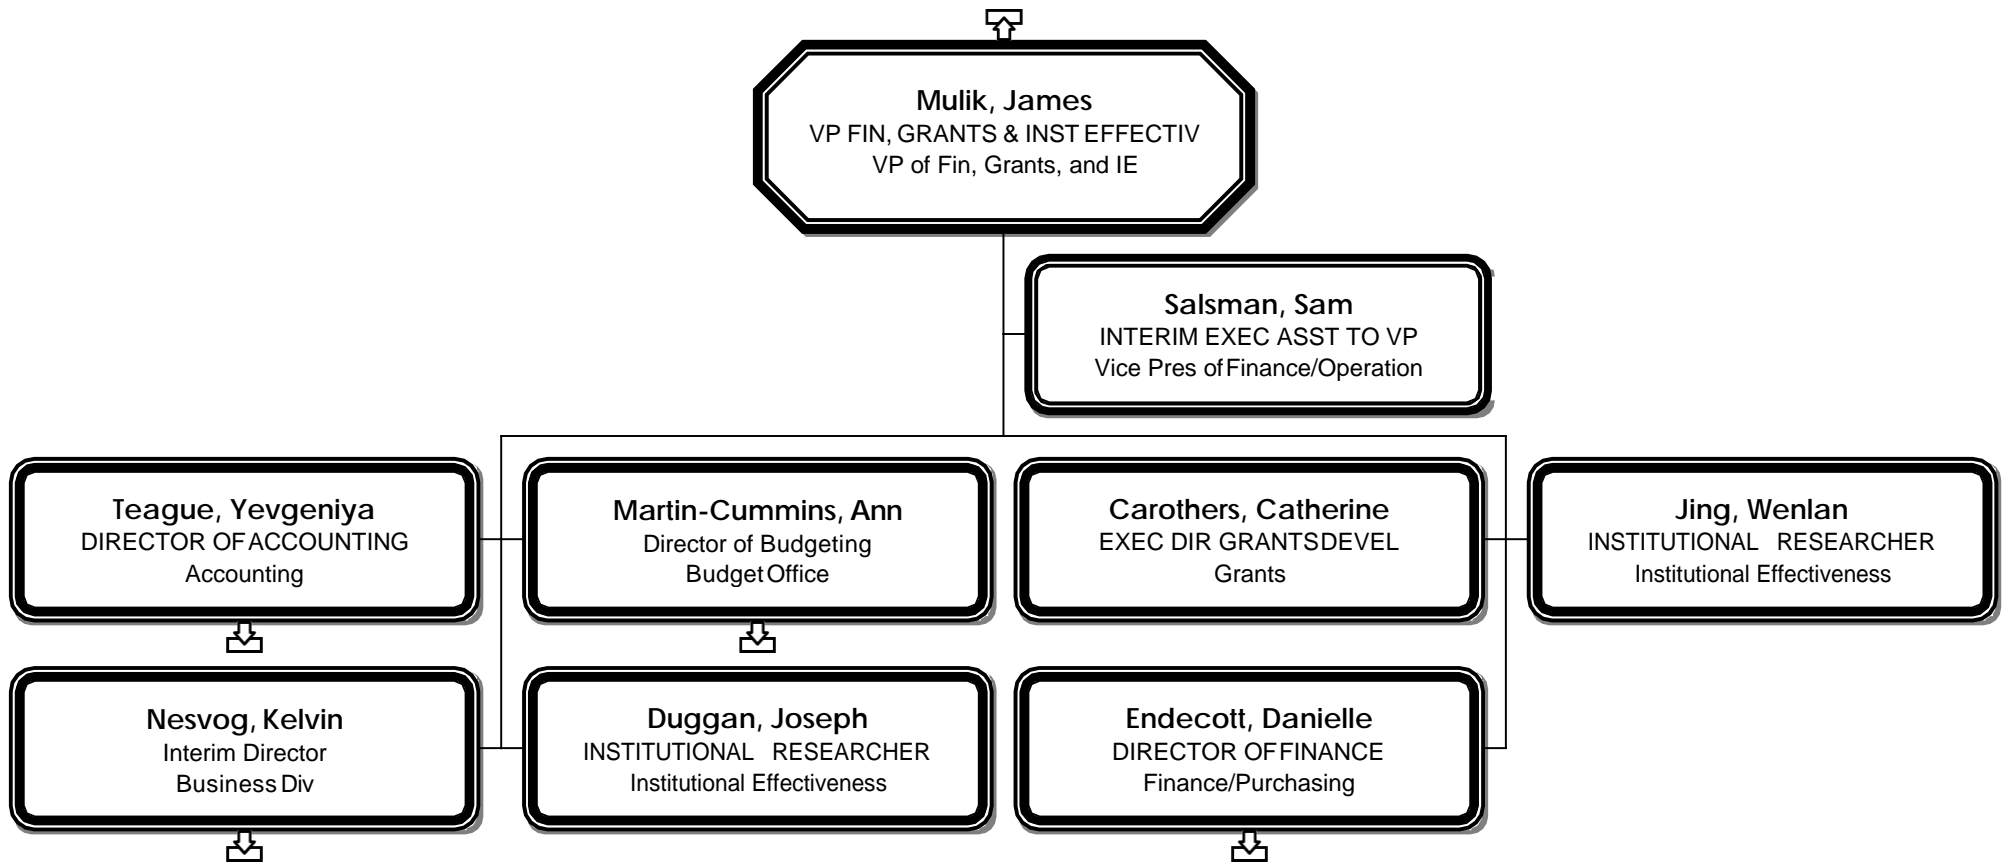 Mulik, James
VP FIN, GRANTS & INST EFFECTIV
VP of Fin, Grants, and IE
Salsman, Sam
INTERIM EXEC ASST TO VP
Vice Pres of Finance/Operation
Teague, Yevgeniya
DIRECTOR OF ACCOUNTING
Accounting
Martin-Cummins, Ann
Director of Budgeting
Budget Office
Carothers, Catherine
EXEC DIR GRANTS DEVEL
Grants
Jing, Wenlan
INSTITUTIONAL RESEARCHER
Institutional Effectiveness
Nesvog, Kelvin
Interim Director
Business Div
Duggan, Joseph
INSTITUTIONAL RESEARCHER
Institutional Effectiveness
Endecott, Danielle
DIRECTOR OF FINANCE
Finance/Purchasing